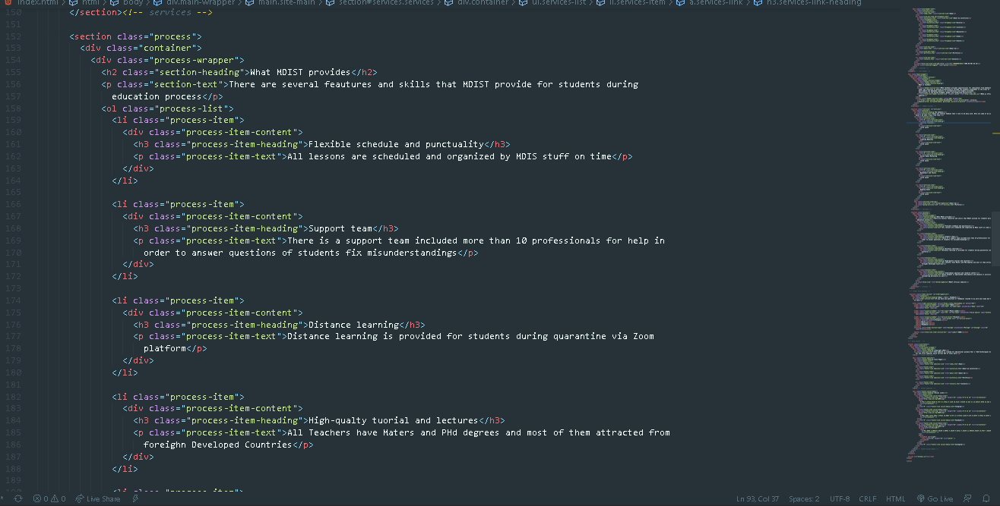 index.html > html > body > div.main-wrapper > main.site-main > section#services.services > div.container > ul.services-list > li.services-item > a.services-link > h3.services-link-heading
150 </section><!-- services -->
151
152 <section class="process">
153 <div class="container">
154 <div class="process-wrapper">
155 <h2 class="section-heading">What MDIST provides</h2>
156 <p class="section-text">There are several feautures and skills that MDIST provide for students during
157 education process</p>
158 <ol class="process-list">
159 <li class="process-item">
160 <div class="process-item-content">
161 <h3 class="process-item-heading">Flexible schedule and punctuality</h3>
162 <p class="process-item-text">All lessons are scheduled and organized by MDIS stuff on time</p>
163 </div>
164 </li>
165
166 <li class="process-item">
167 <div class="process-item-content">
168 <h3 class="process-item-heading">Support team</h3>
169 <p class="process-item-text">There is a support team included more than 10 professionals for help in
170 order to answer questions of students fix misunderstandings</p>
171 </div>
172 </li>
173
174 <li class="process-item">
175 <div class="process-item-content">
176 <h3 class="process-item-heading">Distance learning</h3>
177 <p class="process-item-text">Distance learning is provided for students during quarantine via Zoom
178 platform</p>
179 </div>
180 </li>
181
182 <li class="process-item">
183 <div class="process-item-content">
184 <h3 class="process-item-heading">High-qualty tuorial and lectures</h3>
185 <p class="process-item-text">All Teachers have Maters and PHd degrees and most of them attracted from
186 foreighn Developed Countries</p>
187 </div>
188 </li>
189
190 <li class="process-item">
0 0 Live Share Ln 93, Col 37 Spaces: 2 UTF-8 CRLF HTML Go Live